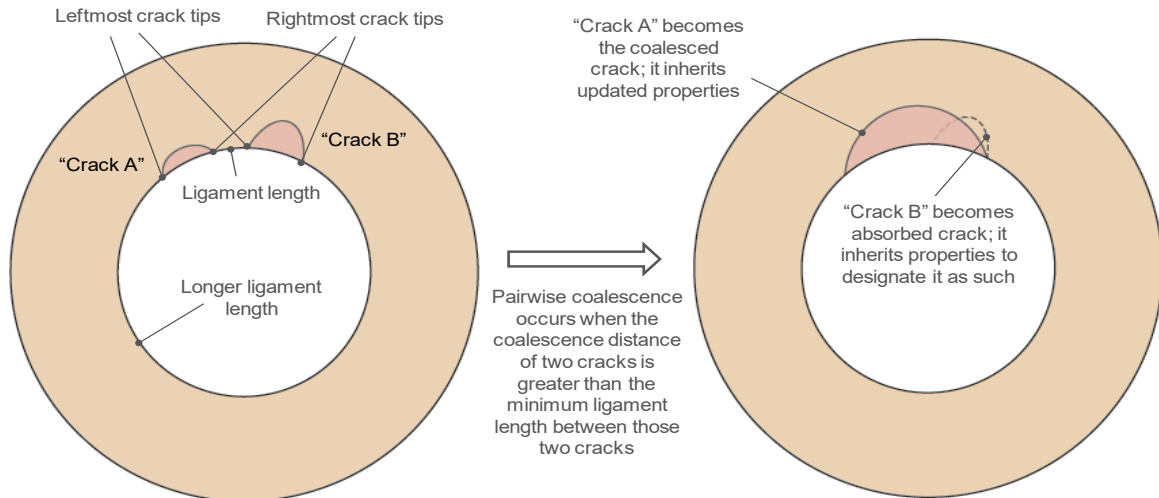 Leftmost crack tips
Rightmost crack tips
“Crack A”
“Crack B”
Ligament length
Longer ligament
length
Pairwise coalescence
occurs when the
coalescence distance
of two cracks is
greater than the
minimum ligament
length between those
two cracks
“Crack A” becomes
the coalesced
crack; it inherits
updated properties
“Crack B” becomes
absorbed crack; it
inherits properties to
designate it as such